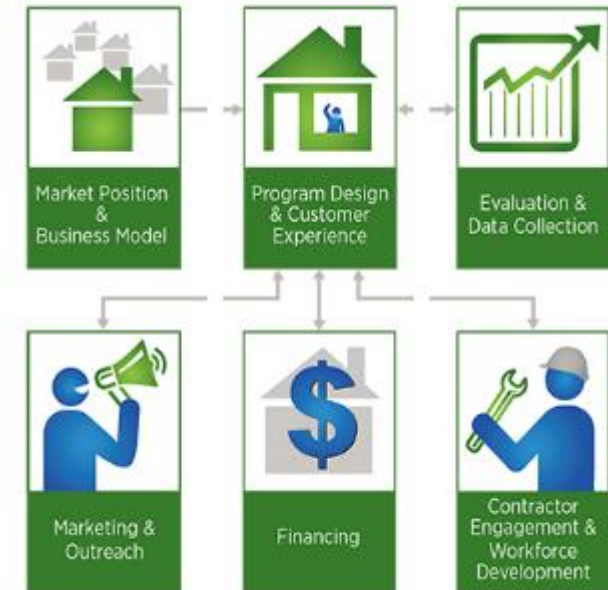 Market Position
&
Business Model
Program Design
& Customer
Experience
Evaluation &
Data Collection
Marketing &
Outreach
$
Financing
Contractor
Engagement &
Workforce
Development